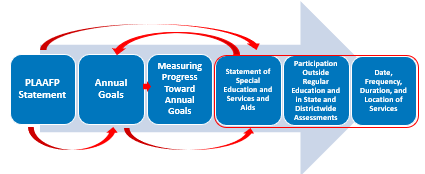 PLAAFP
Statement
Annual
Goals
Measuring
Progress
Toward
Annual
Goals
Statement of
Special
Education and
Services and
Aids
Participation
Outside
Regular
Education and
in State and
Districtwide
Assessments
Date,
Frequency,
Duration, and
Location of
Services